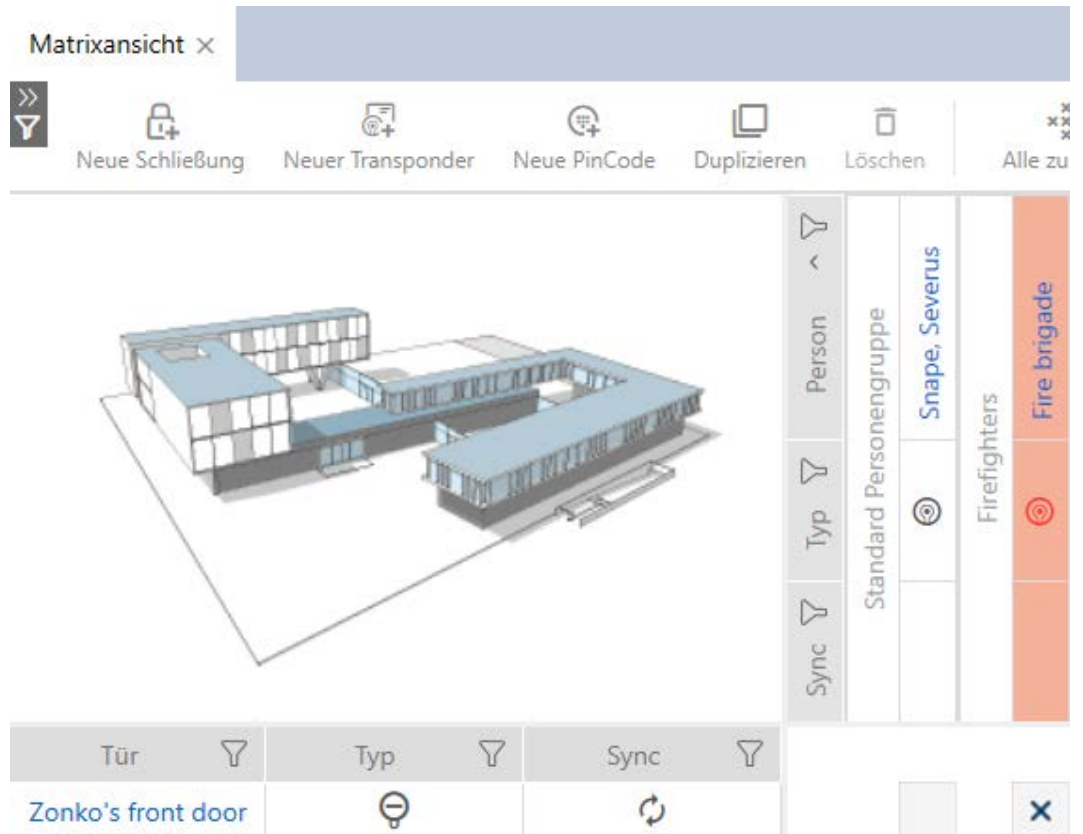 Matrixansicht
Neue Schließung
Neuer Transponder
Neue PinCode
Duplizieren
Löschen
Alle zu
Person
Typ
Sync
Standard Personengruppe
Snape, Severus
Firefighters
Fire brigade
Tür
Typ
Sync
Zonko's front door